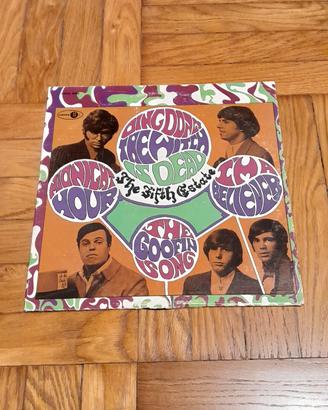 DING DONG
THE WITCH
IS DEAD
The Fifth Estate
MIDNIGHT
HOUR
I'M A
BELIEVER
THE
GOOFIN'
SONG